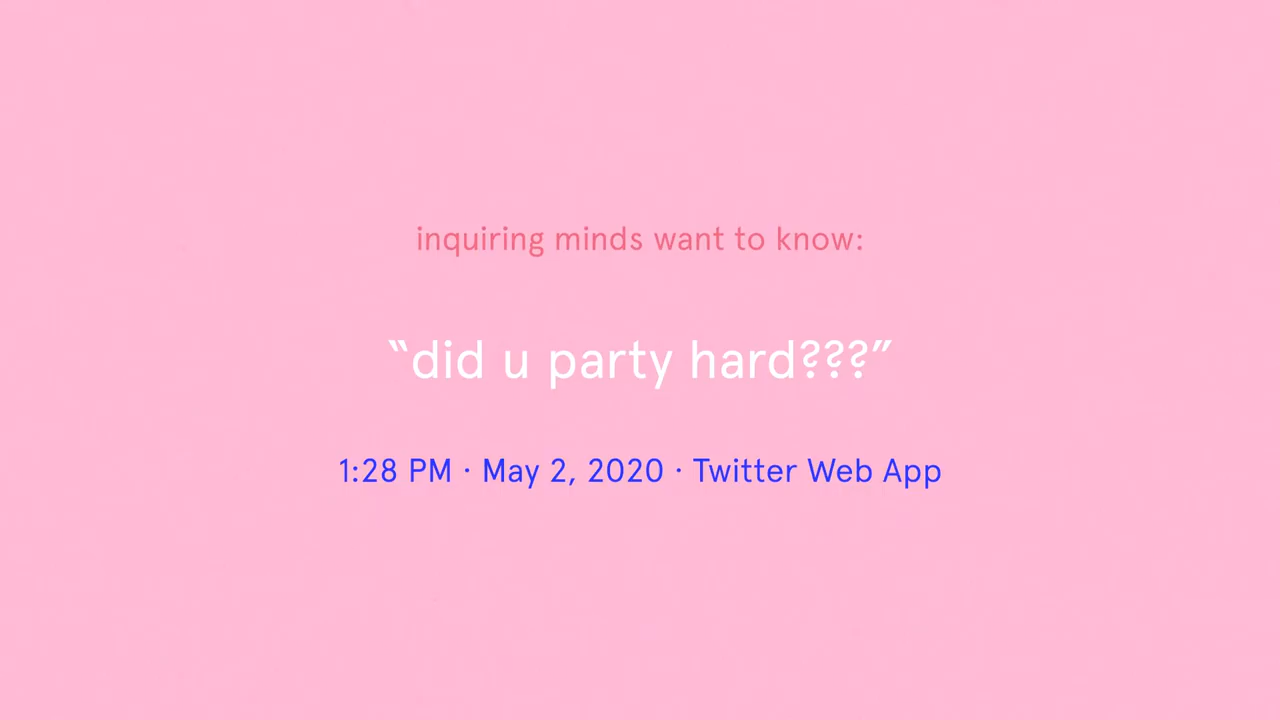 inquiring minds want to know:
“did u party hard???”
1:28 PM · May 2, 2020 · Twitter Web App